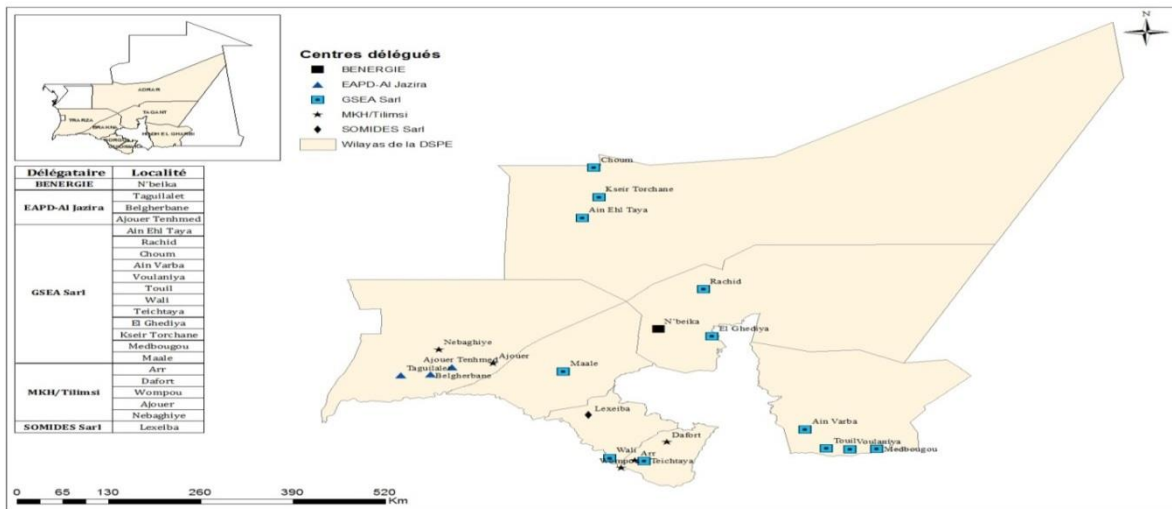 N
Centres délégués
BENERGIE
EAPD-Al Jazira
GSEA Sarl
MKH/Tilimsi
SOMIDES Sarl
Wilayas de la DSPE
ADRAR
TAGANT
TRARZA
BRAKNA
Délégataire Localité
BENERGIE N'beika
EAPD-Al Jazira Taguilalet
Belgherbane
Ajouer Tenhmed
GSEA Sarl Ain Ehl Taya
Rachid
Choum
Ain Varba
Voulaniya
Touil
Wali
Teichtaya
El Ghediya
Kseir Torchane
Medbougou
Maale
MKH/Tilimsi Arr
Dafort
Wompou
Ajouer
Nebaghiye
SOMIDES Sarl Lexeiba
Choum
Kseir Torchane
Ain Ehl Taya
Rachid
N'beika
El Ghediya
Nebaghiye
Ajouer Tenhmed
Ajouer
Taguilalet
Belgherbane
Maale
Lexeiba
Ain Varba
Dafort
Touil
Voulaniya
Medbougou
Wali
Arr
Wompou
Teichtaya
0 65 130 260 390 520
Km